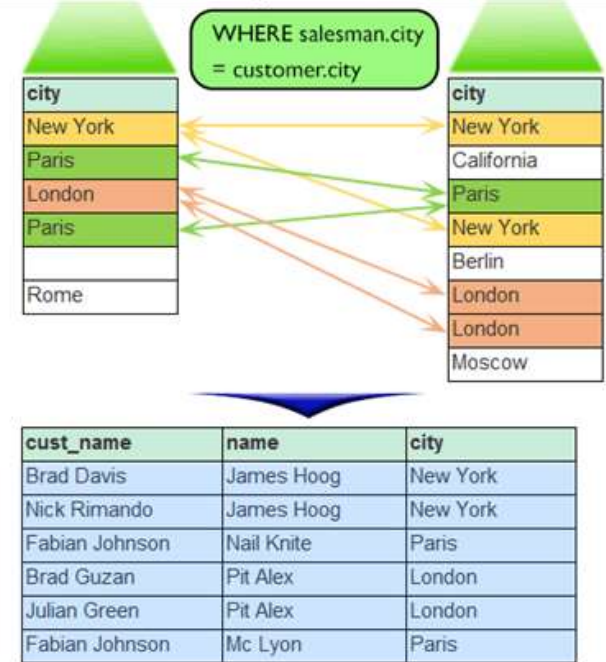 WHERE salesman.city
= customer.city
city
New York
Paris
London
Paris
Rome
city
New York
California
Paris
New York
Berlin
London
London
Moscow
cust_name name city
Brad Davis James Hoog New York
Nick Rimando James Hoog New York
Fabian Johnson Nail Knite Paris
Brad Guzan Pit Alex London
Julian Green Pit Alex London
Fabian Johnson Mc Lyon Paris